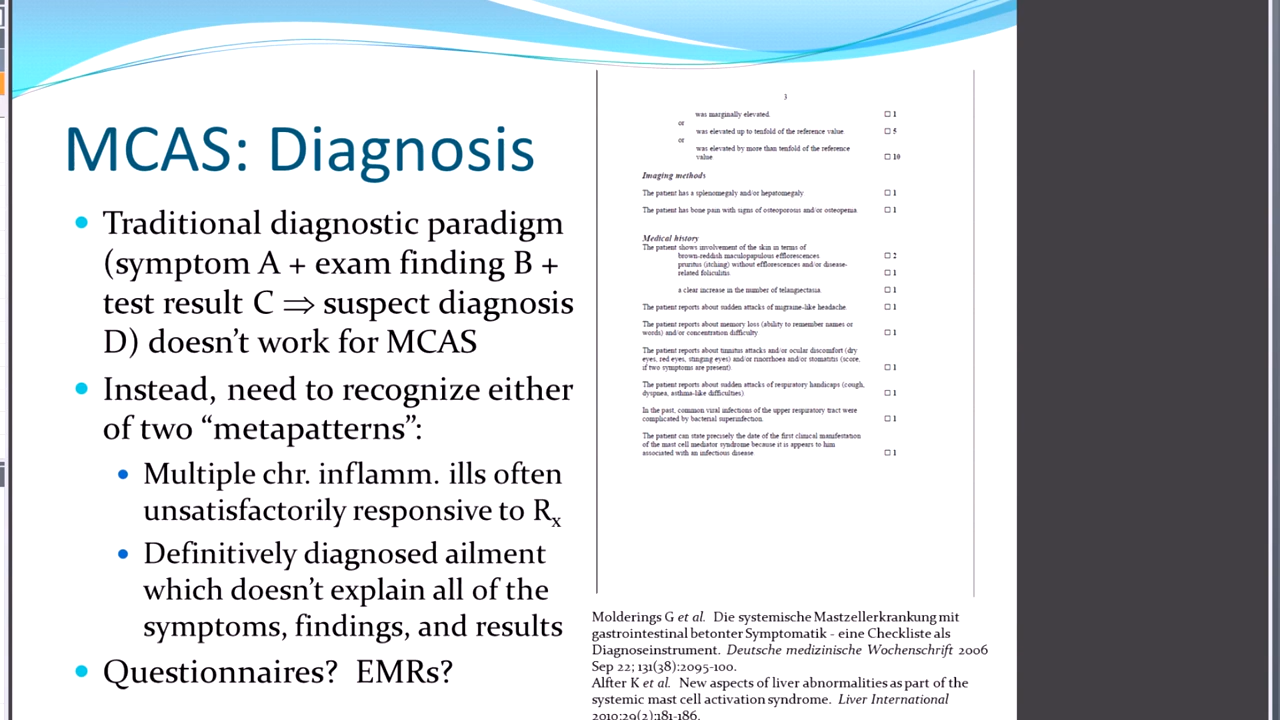 MCAS: Diagnosis
Traditional diagnostic paradigm
(symptom A + exam finding B +
test result C ⇒ suspect diagnosis
D) doesn’t work for MCAS
Instead, need to recognize either
of two “metapatterns”:
Multiple chr. inflamm. ills often
unsatisfactorily responsive to Rx
Definitively diagnosed ailment
which doesn’t explain all of the
symptoms, findings, and results
Questionnaires? EMRs?
3
was marginally elevated. ☐ 1
or
was elevated up to tenfold of the reference value ☐ 5
or
was elevated by more than tenfold of the reference
value ☐ 10
Imaging methods
The patient has a splenomegaly and/or hepatomegaly. ☐ 1
The patient has bone pain with signs of osteoporosis and/or osteopenia. ☐ 1
Medical history
The patient shows involvement of the skin in terms of
brown-reddish maculopapulous efflorescences ☐ 2
pruritus (itching) without efflorescences and/or disease-
related foliculitis ☐ 1
a clear increase in the number of telangiectasia. ☐ 1
The patient reports about sudden attacks of migraine-like headache. ☐ 1
The patient reports about memory loss (ability to remember names or
words) and/or concentration difficulty ☐ 1
The patient reports about tinnitus attacks and/or ocular discomfort (dry
eyes, red eyes, stinging eyes) and/or rinorrhoea and/or stomatitis (score,
if two symptoms are present) ☐ 1
The patient reports about sudden attacks of respiratory handicaps (cough,
dyspnea, asthma-like difficulties) ☐ 1
In the past, common viral infections of the upper respiratory tract were
complicated by bacterial superinfection. ☐ 1
The patient can state precisely the date of the first clinical manifestation
of the mast cell mediator syndrome because it is appears to him
associated with an infectious disease ☐ 1
Molderings G et al. Die systemische Mastzellerkrankung mit
gastrointestinal betonter Symptomatik - eine Checkliste als
Diagnoseinstrument. Deutsche medizinische Wochenschrift 2006
Sep 22; 131(38):2095-100.
Alfter K et al. New aspects of liver abnormalities as part of the
systemic mast cell activation syndrome. Liver International
2010;29(2):181-186.